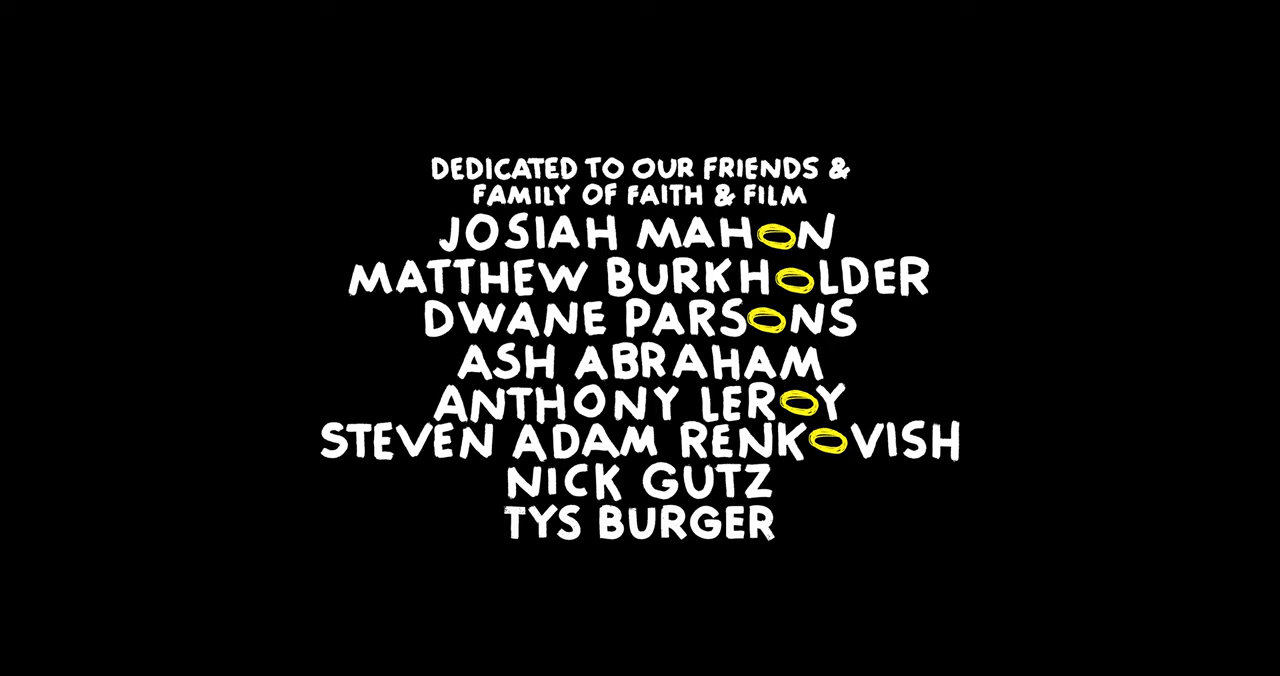 DEDICATED TO OUR FRIENDS &
FAMILY OF FAITH & FILM
JOSIAH MAHON
MATTHEW BURKHOLDER
DWANE PARSONS
ASH ABRAHAM
ANTHONY LEROY
STEVEN ADAM RENKOVISH
NICK GUTZ
TYS BURGER